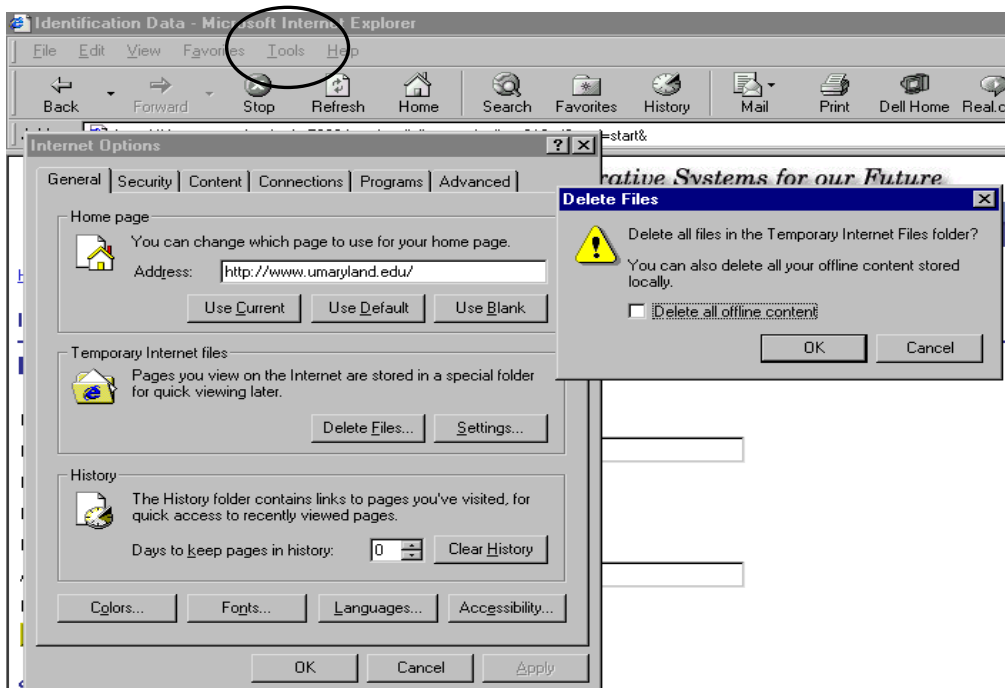 Identification Data - Microsoft Internet Explorer
File Edit View Favorites Tools Help
Back Forward Stop Refresh Home Search Favorites History Mail Print Dell Home
=start&
Internet Options
General Security Content Connections Programs Advanced
Home page
You can change which page to use for your home page.
Address: http://www.umaryland.edu/
Use Current Use Default Use Blank
Temporary Internet files
Pages you view on the Internet are stored in a special folder
for quick viewing later.
Delete Files... Settings...
History
The History folder contains links to pages you've visited, for
quick access to recently viewed pages.
Days to keep pages in history: 0 Clear History
Colors... Fonts... Languages... Accessibility...
OK Cancel Apply
Systems for our Future
Delete Files
Delete all files in the Temporary Internet Files folder?
You can also delete all your offline content stored
locally.
Delete all offline content
OK Cancel